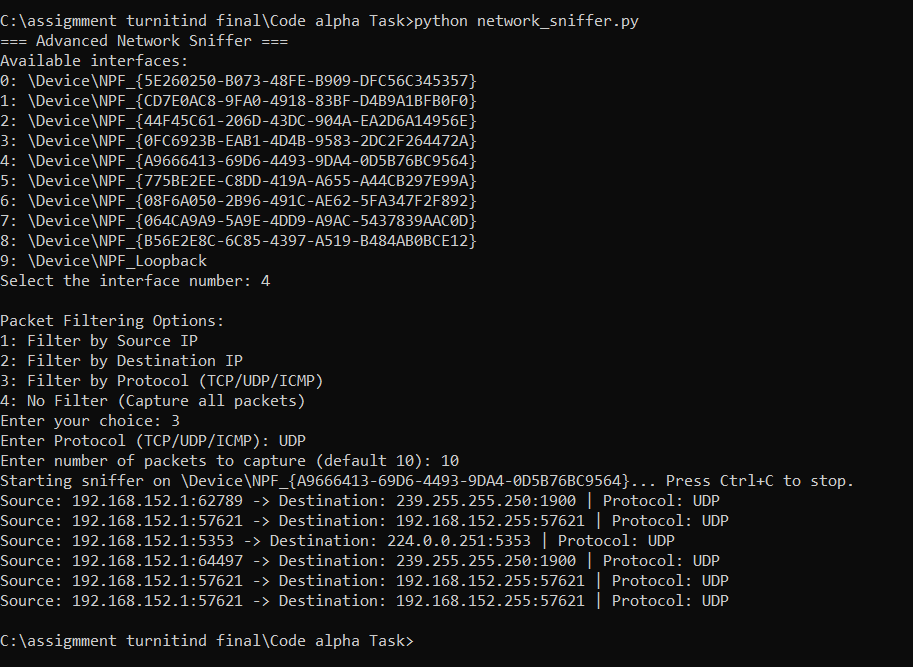 C:\assigmment turnitind final\Code alpha Task>python network_sniffer.py
=== Advanced Network Sniffer ===
Available interfaces:
0: \Device\NPF_{5E260250-B073-48FE-B909-DFC56C345357}
1: \Device\NPF_{CD7E0AC8-9FA0-4918-83BF-D4B9A1BFB0F0}
2: \Device\NPF_{44F45C61-206D-43DC-904A-EA2D6A14956E}
3: \Device\NPF_{0FC6923B-EAB1-4D4B-9583-2DC2F264472A}
4: \Device\NPF_{A9666413-69D6-4493-9DA4-0D5B76BC9564}
5: \Device\NPF_{775BE2EE-C8DD-419A-A655-A44CB297E99A}
6: \Device\NPF_{08F6A050-2B96-491C-AE62-5FA347F2F892}
7: \Device\NPF_{064CA9A9-5A9E-4DD9-A9AC-5437839AAC0D}
8: \Device\NPF_{B56E2E8C-6C85-4397-A519-B484AB0BCE12}
9: \Device\NPF_Loopback
Select the interface number: 4
Packet Filtering Options:
1: Filter by Source IP
2: Filter by Destination IP
3: Filter by Protocol (TCP/UDP/ICMP)
4: No Filter (Capture all packets)
Enter your choice: 3
Enter Protocol (TCP/UDP/ICMP): UDP
Enter number of packets to capture (default 10): 10
Starting sniffer on \Device\NPF_{A9666413-69D6-4493-9DA4-0D5B76BC9564}... Press Ctrl+C to stop.
Source: 192.168.152.1:62789 -> Destination: 239.255.255.250:1900 | Protocol: UDP
Source: 192.168.152.1:57621 -> Destination: 192.168.152.255:57621 | Protocol: UDP
Source: 192.168.152.1:5353 -> Destination: 224.0.0.251:5353 | Protocol: UDP
Source: 192.168.152.1:64497 -> Destination: 239.255.255.250:1900 | Protocol: UDP
Source: 192.168.152.1:57621 -> Destination: 192.168.152.255:57621 | Protocol: UDP
Source: 192.168.152.1:57621 -> Destination: 192.168.152.255:57621 | Protocol: UDP
C:\assigmment turnitind final\Code alpha Task>